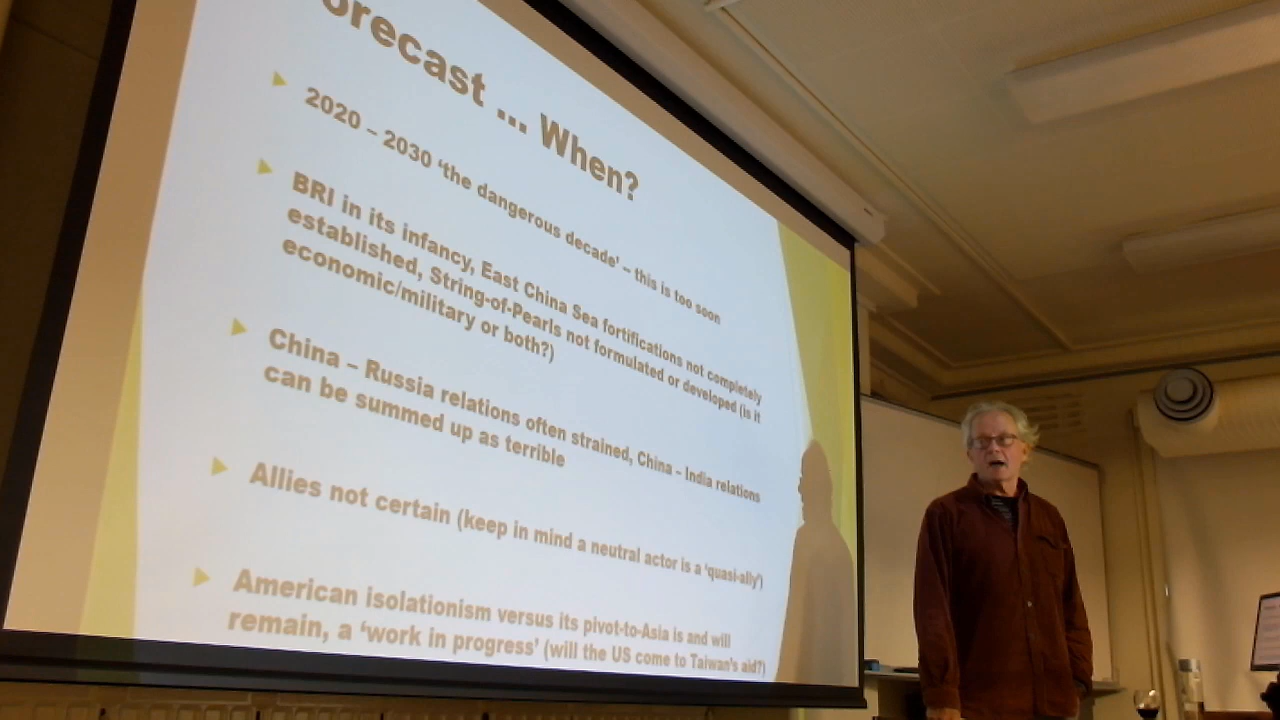 orecast ... When?
2020 – 2030 ‘the dangerous decade’ – this is too soon
BRI in its infancy, East China Sea fortifications not completely
established, String-of-Pearls not formulated or developed (is it
economic/military or both?)
China – Russia relations often strained, China – India relations
can be summed up as terrible
Allies not certain (keep in mind a neutral actor is a ‘quasi-ally’)
American isolationism versus its pivot-to-Asia is and will
remain, a ‘work in progress’ (will the US come to Taiwan’s aid?)